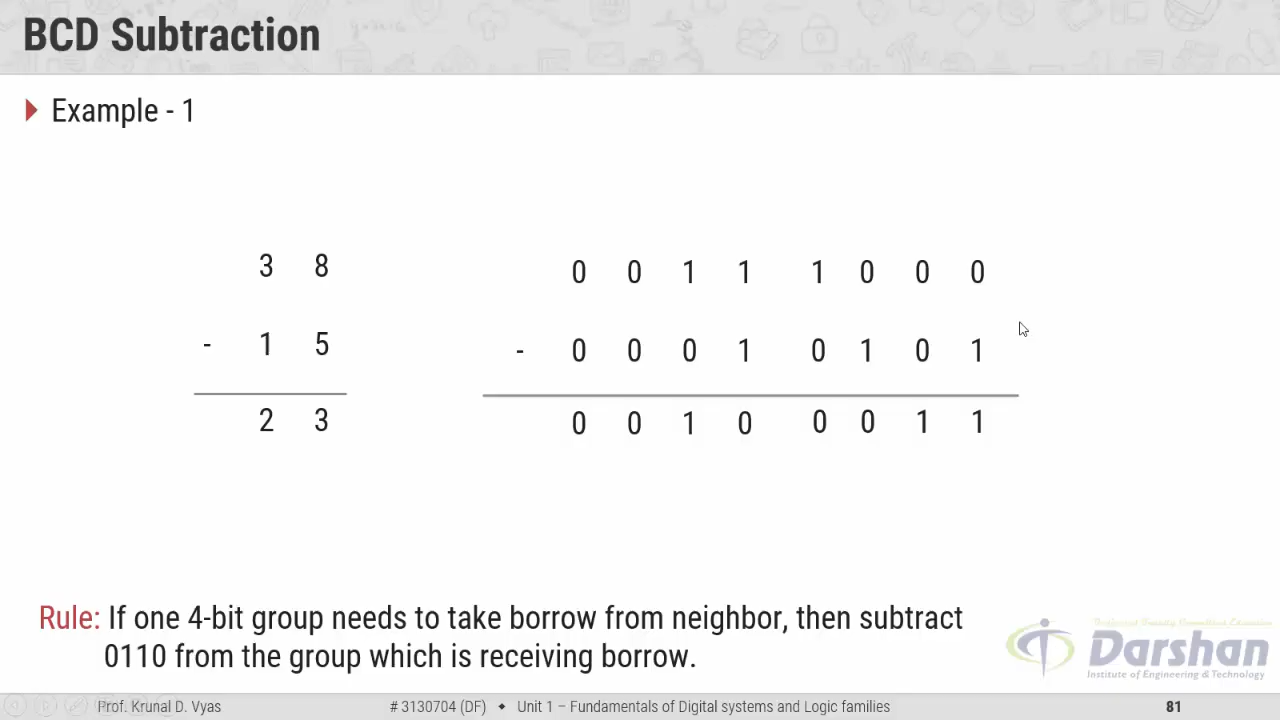 BCD Subtraction
Example - 1
3 8
- 1 5
2 3
0 0 1 1 1 0 0 0
- 0 0 0 1 0 1 0 1
0 0 1 0 0 0 1 1
Rule: If one 4-bit group needs to take borrow from neighbor, then subtract
0110 from the group which is receiving borrow.
Darshan
Institute of Engineering & Technology
Prof. Krunal D. Vyas
# 3130704 (DF) ◆ Unit 1 – Fundamentals of Digital systems and Logic families
81